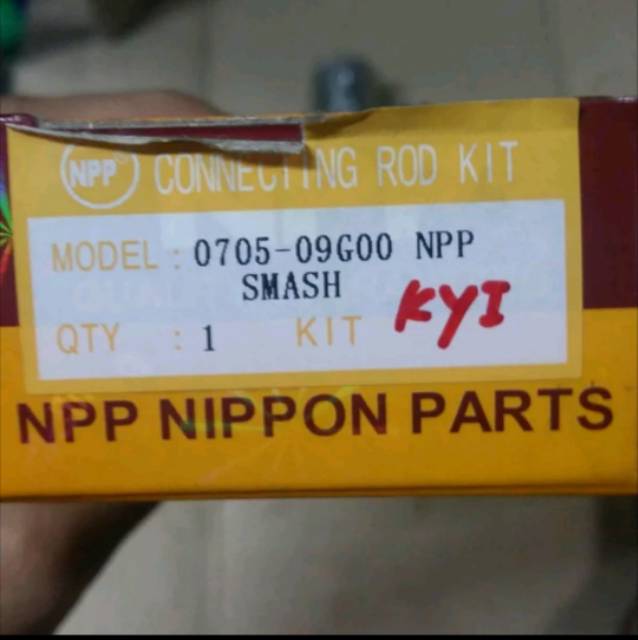 NPP CONNECTING ROD KIT
MODEL : 0705-09G00 NPP
SMASH
QTY : 1 KIT KYI
NPP NIPPON PARTS